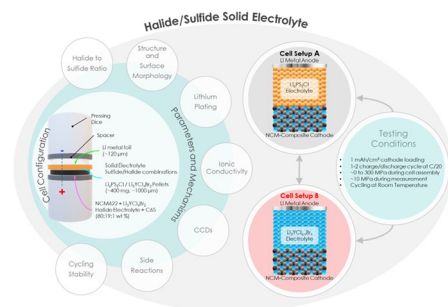 Halide/Sulfide Solid Electrolyte
Halide to
Sulfide Ratio
Structure
and Surface
Morphology
Lithium
Plating
Ionic
Conductivity
CCDs
Side
Reactions
Cycling
Stability
Cell Configuration
Parameters and Mechanisms
Pressing
Dice
Spacer
Li metal foil
(~120 μm)
Solid Electrolyte
Sulfide/Halide combinations
Li₆PS₅Cl / Li₃YCl₄Br₂ Pellets
(~400 mg, ~1000 μm)
NCM622 + Li₃YCl₄Br₂
Halide Electrolyte + C65
(80:19:1 wt %)
Cell Setup A
Li Metal Anode
Li₆PS₅Cl
Electrolyte
NCM-Composite Cathode
Cell Setup B
Li Metal Anode
Li₃YCl₄Br₂
Electrolyte
NCM-Composite Cathode
Testing
Conditions
• 1 mAh/cm² cathode loading
• 1-2 charge/discharge cycle at C/20
• ~0 to 300 MPa during cell assembly
• ~10 MPa during measurement
• Cycling at Room Temperature